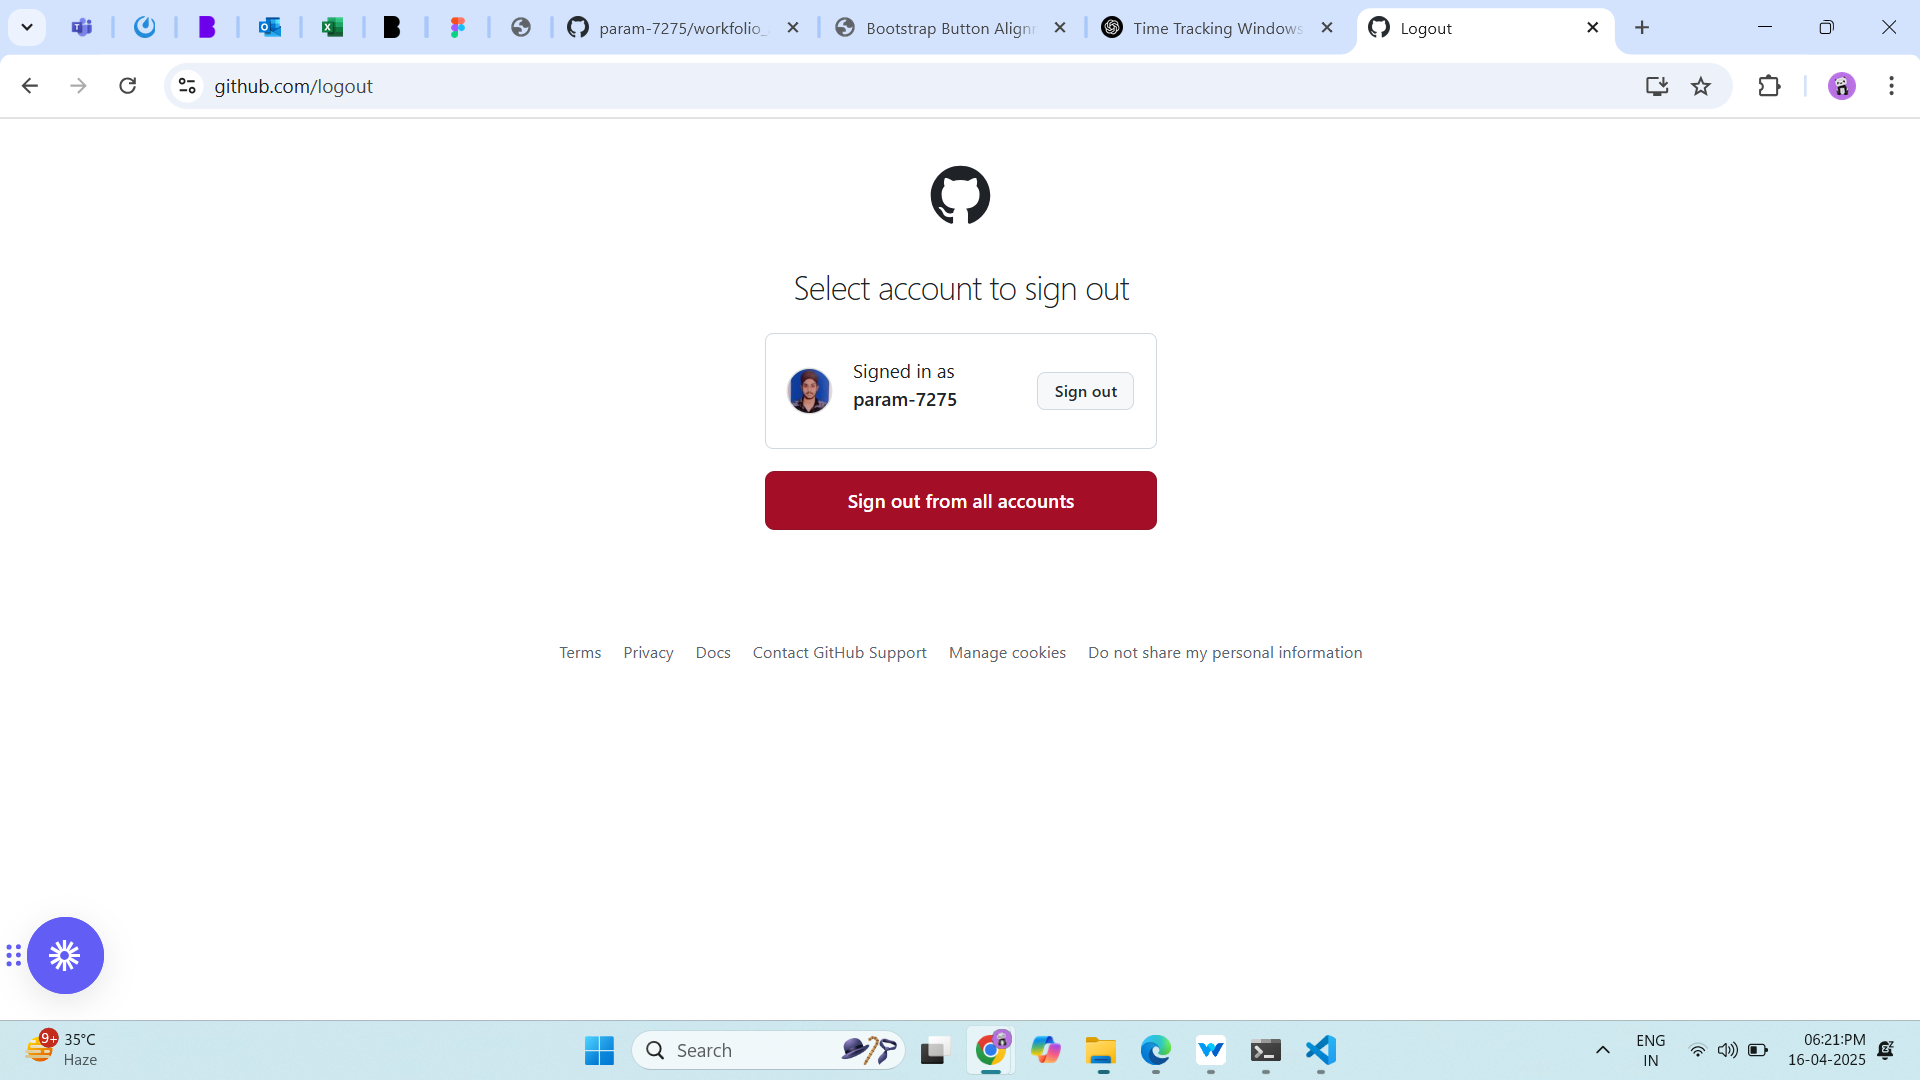 param-7275/workfolio_
Bootstrap Button Alignm
Time Tracking Windows
Logout
github.com/logout
Select account to sign out
Signed in as
param-7275
Sign out
Sign out from all accounts
Terms
Privacy
Docs
Contact GitHub Support
Manage cookies
Do not share my personal information
9+
35°C
Haze
Search
ENG
IN
06:21:PM
16-04-2025